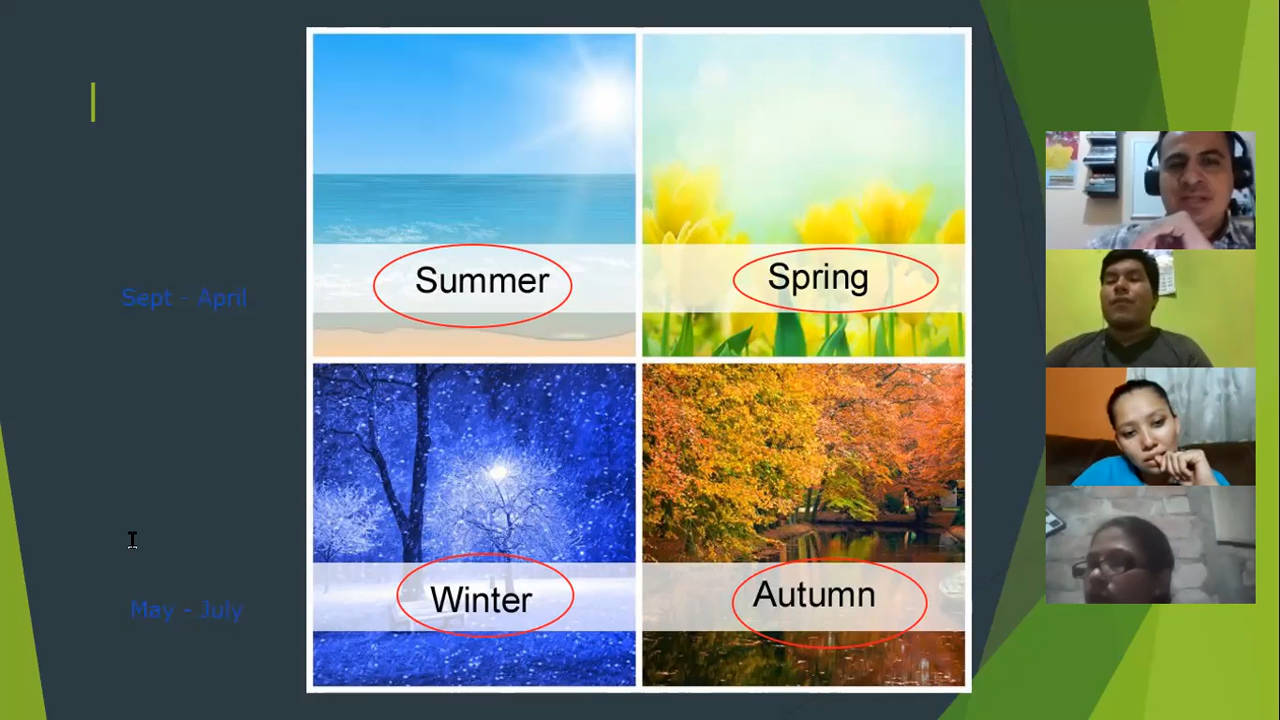 Summer
Spring
Sept - April
Winter
Autumn
May - July